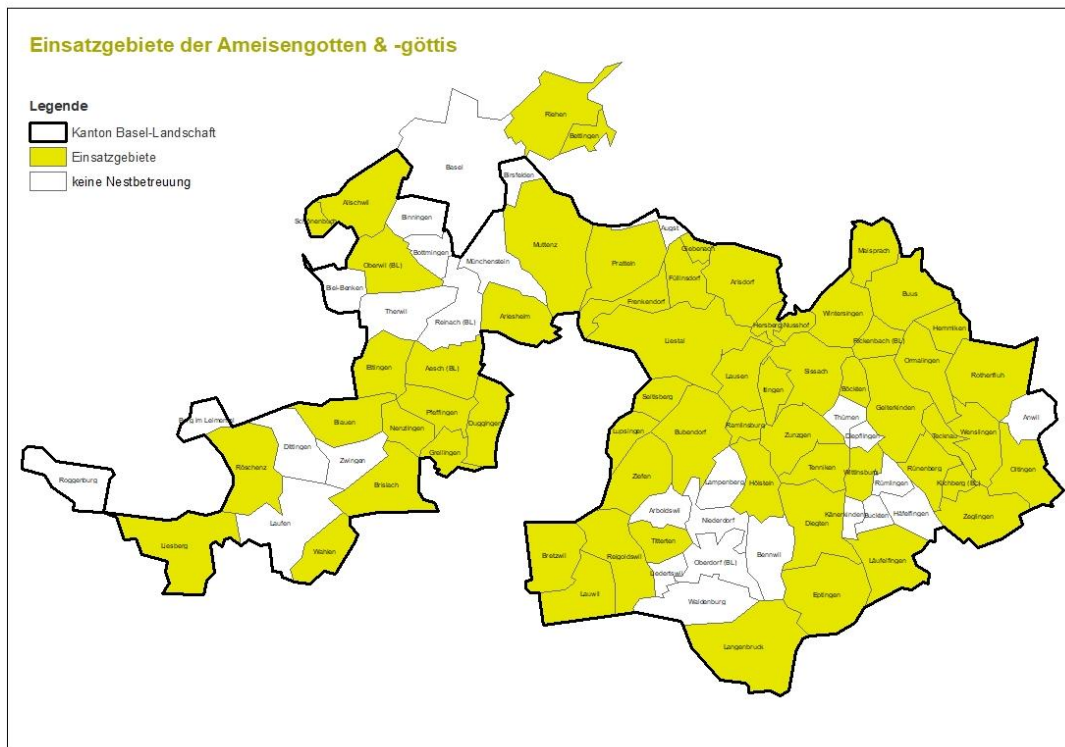 Einsatzgebiete der Ameisengotten & -göttis
Legende
Kanton Basel-Landschaft
Einsatzgebiete
keine Nestbetreuung
Riehen
Bettingen
Basel
Birsfelden
Allschwil
Schönenbuch
Binningen
Bottmingen
Oberwil (BL)
Münchenstein
Muttenz
Augst
Giebenach
Pratteln
Füllinsdorf
Arisdorf
Frenkendorf
Biel-Benken
Therwil
Reinach (BL)
Arlesheim
Liestal
Hersberg
Nusshof
Maisprach
Buus
Wintersingen
Hemmiken
Rickenbach (BL)
Ormalingen
Rothenfluh
Ettingen
Aesch (BL)
Lausen
Itingen
Sissach
Böckten
Gelterkinden
Anwil
Seltisberg
Thürnen
Diepflingen
Tecknau
Wenslingen
Oltingen
Burg im Leimental
Blauen
Nenzlingen
Pfeffingen
Duggingen
Grellingen
Dittingen
Zwingen
Röschenz
Brislach
Lupsingen
Bubendorf
Ramlinsburg
Zunzgen
Tenniken
Wittinsburg
Rünenberg
Kilchberg (BL)
Zeglingen
Roggenburg
Ziefen
Lampenberg
Hölstein
Rümlingen
Häfelfingen
Buckten
Känerkinden
Diegten
Laufen
Wahlen
Liesberg
Arboldswil
Niederdorf
Titterten
Bennwil
Oberdorf (BL)
Liedertswil
Bretzwil
Reigoldswil
Lauwil
Waldenburg
Eptingen
Läufelfingen
Langenbruck